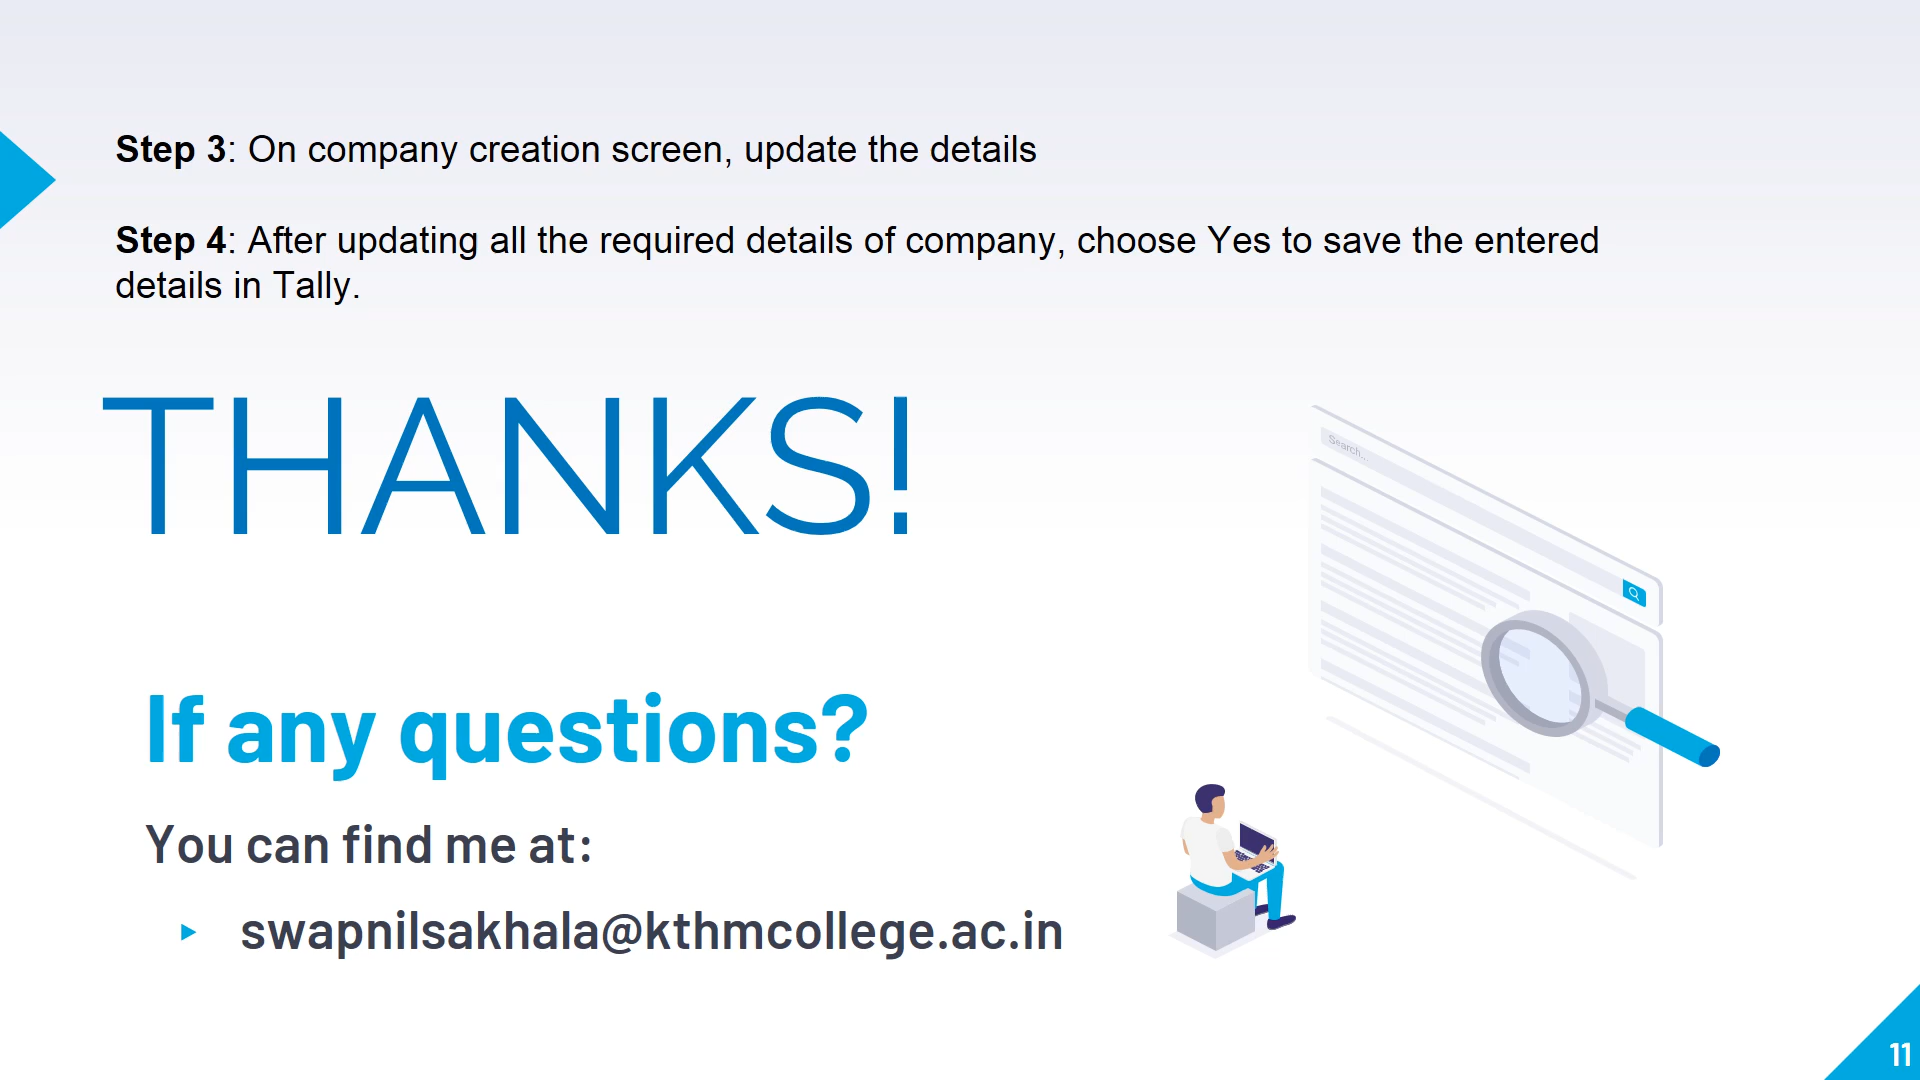 Step 3: On company creation screen, update the details
Step 4: After updating all the required details of company, choose Yes to save the entered
details in Tally.
THANKS!
Search...
If any questions?
You can find me at:
swapnilsakhala@kthmcollege.ac.in
11